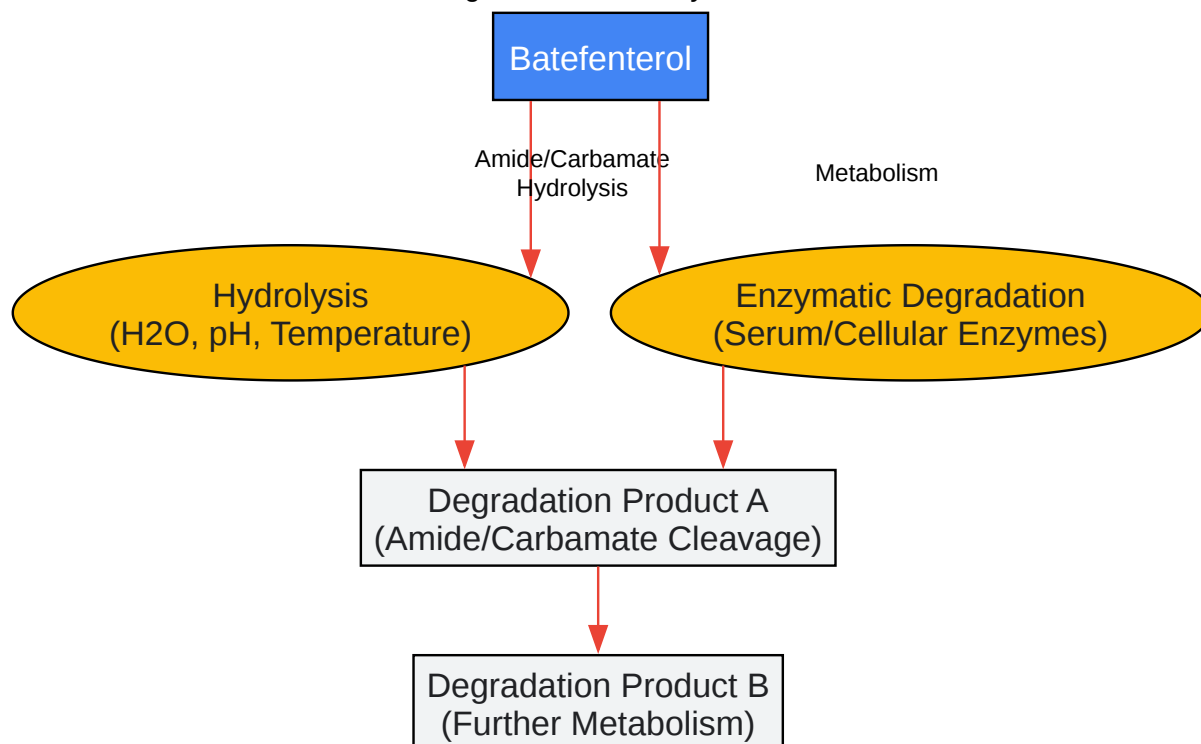 Batefenterol
Amide/Carbamate
Hydrolysis
Metabolism
Hydrolysis
(H2O, pH, Temperature)
Enzymatic Degradation
(Serum/Cellular Enzymes)
Degradation Product A
(Amide/Carbamate Cleavage)
Degradation Product B
(Further Metabolism)